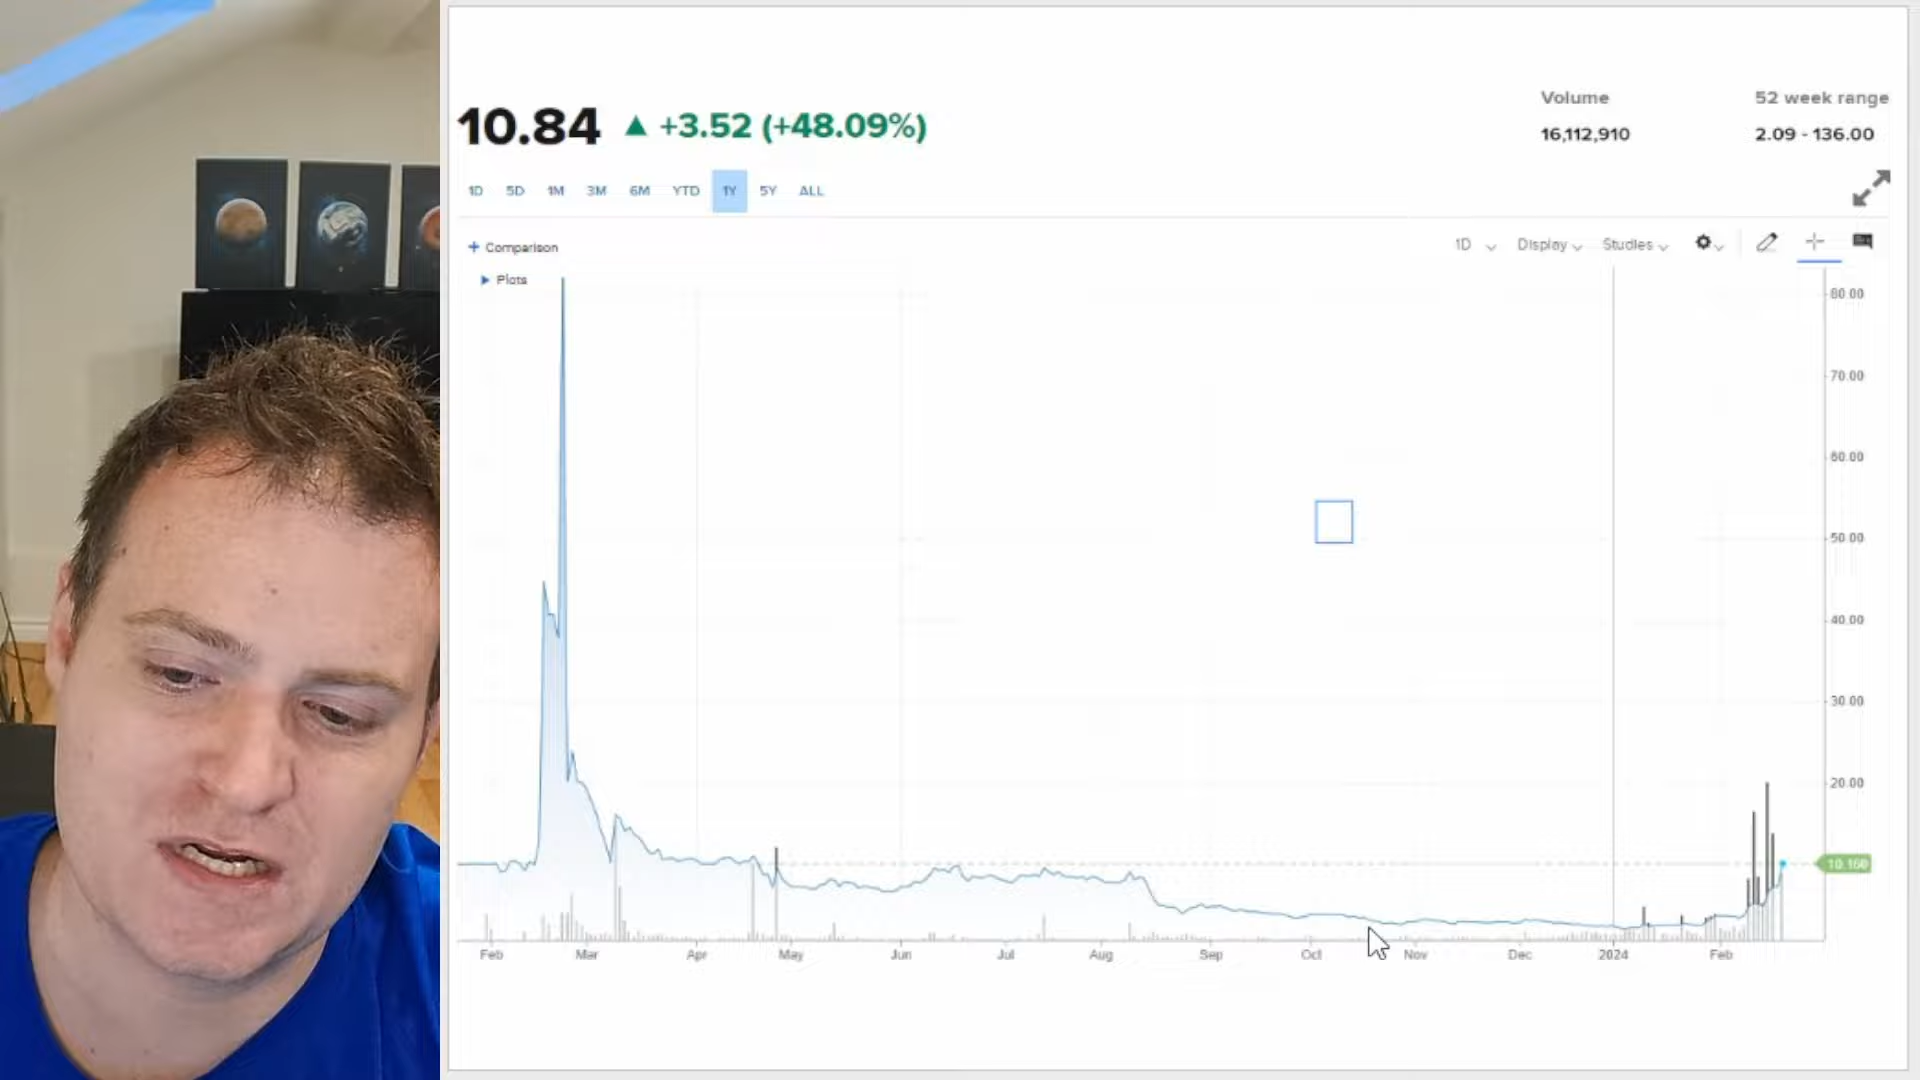 Volume
52 week range
10.84 ▲ +3.52 (+48.09%)
16,112,910
2.09 - 136.00
1D 5D 1M 3M 6M YTD 1Y 5Y ALL
+ Comparison
1D Display Studies
Plots
80.00
70.00
60.00
50.00
40.00
30.00
20.00
10.160
Feb Mar Apr May Jun Jul Aug Sep Oct Nov Dec 2024 Feb